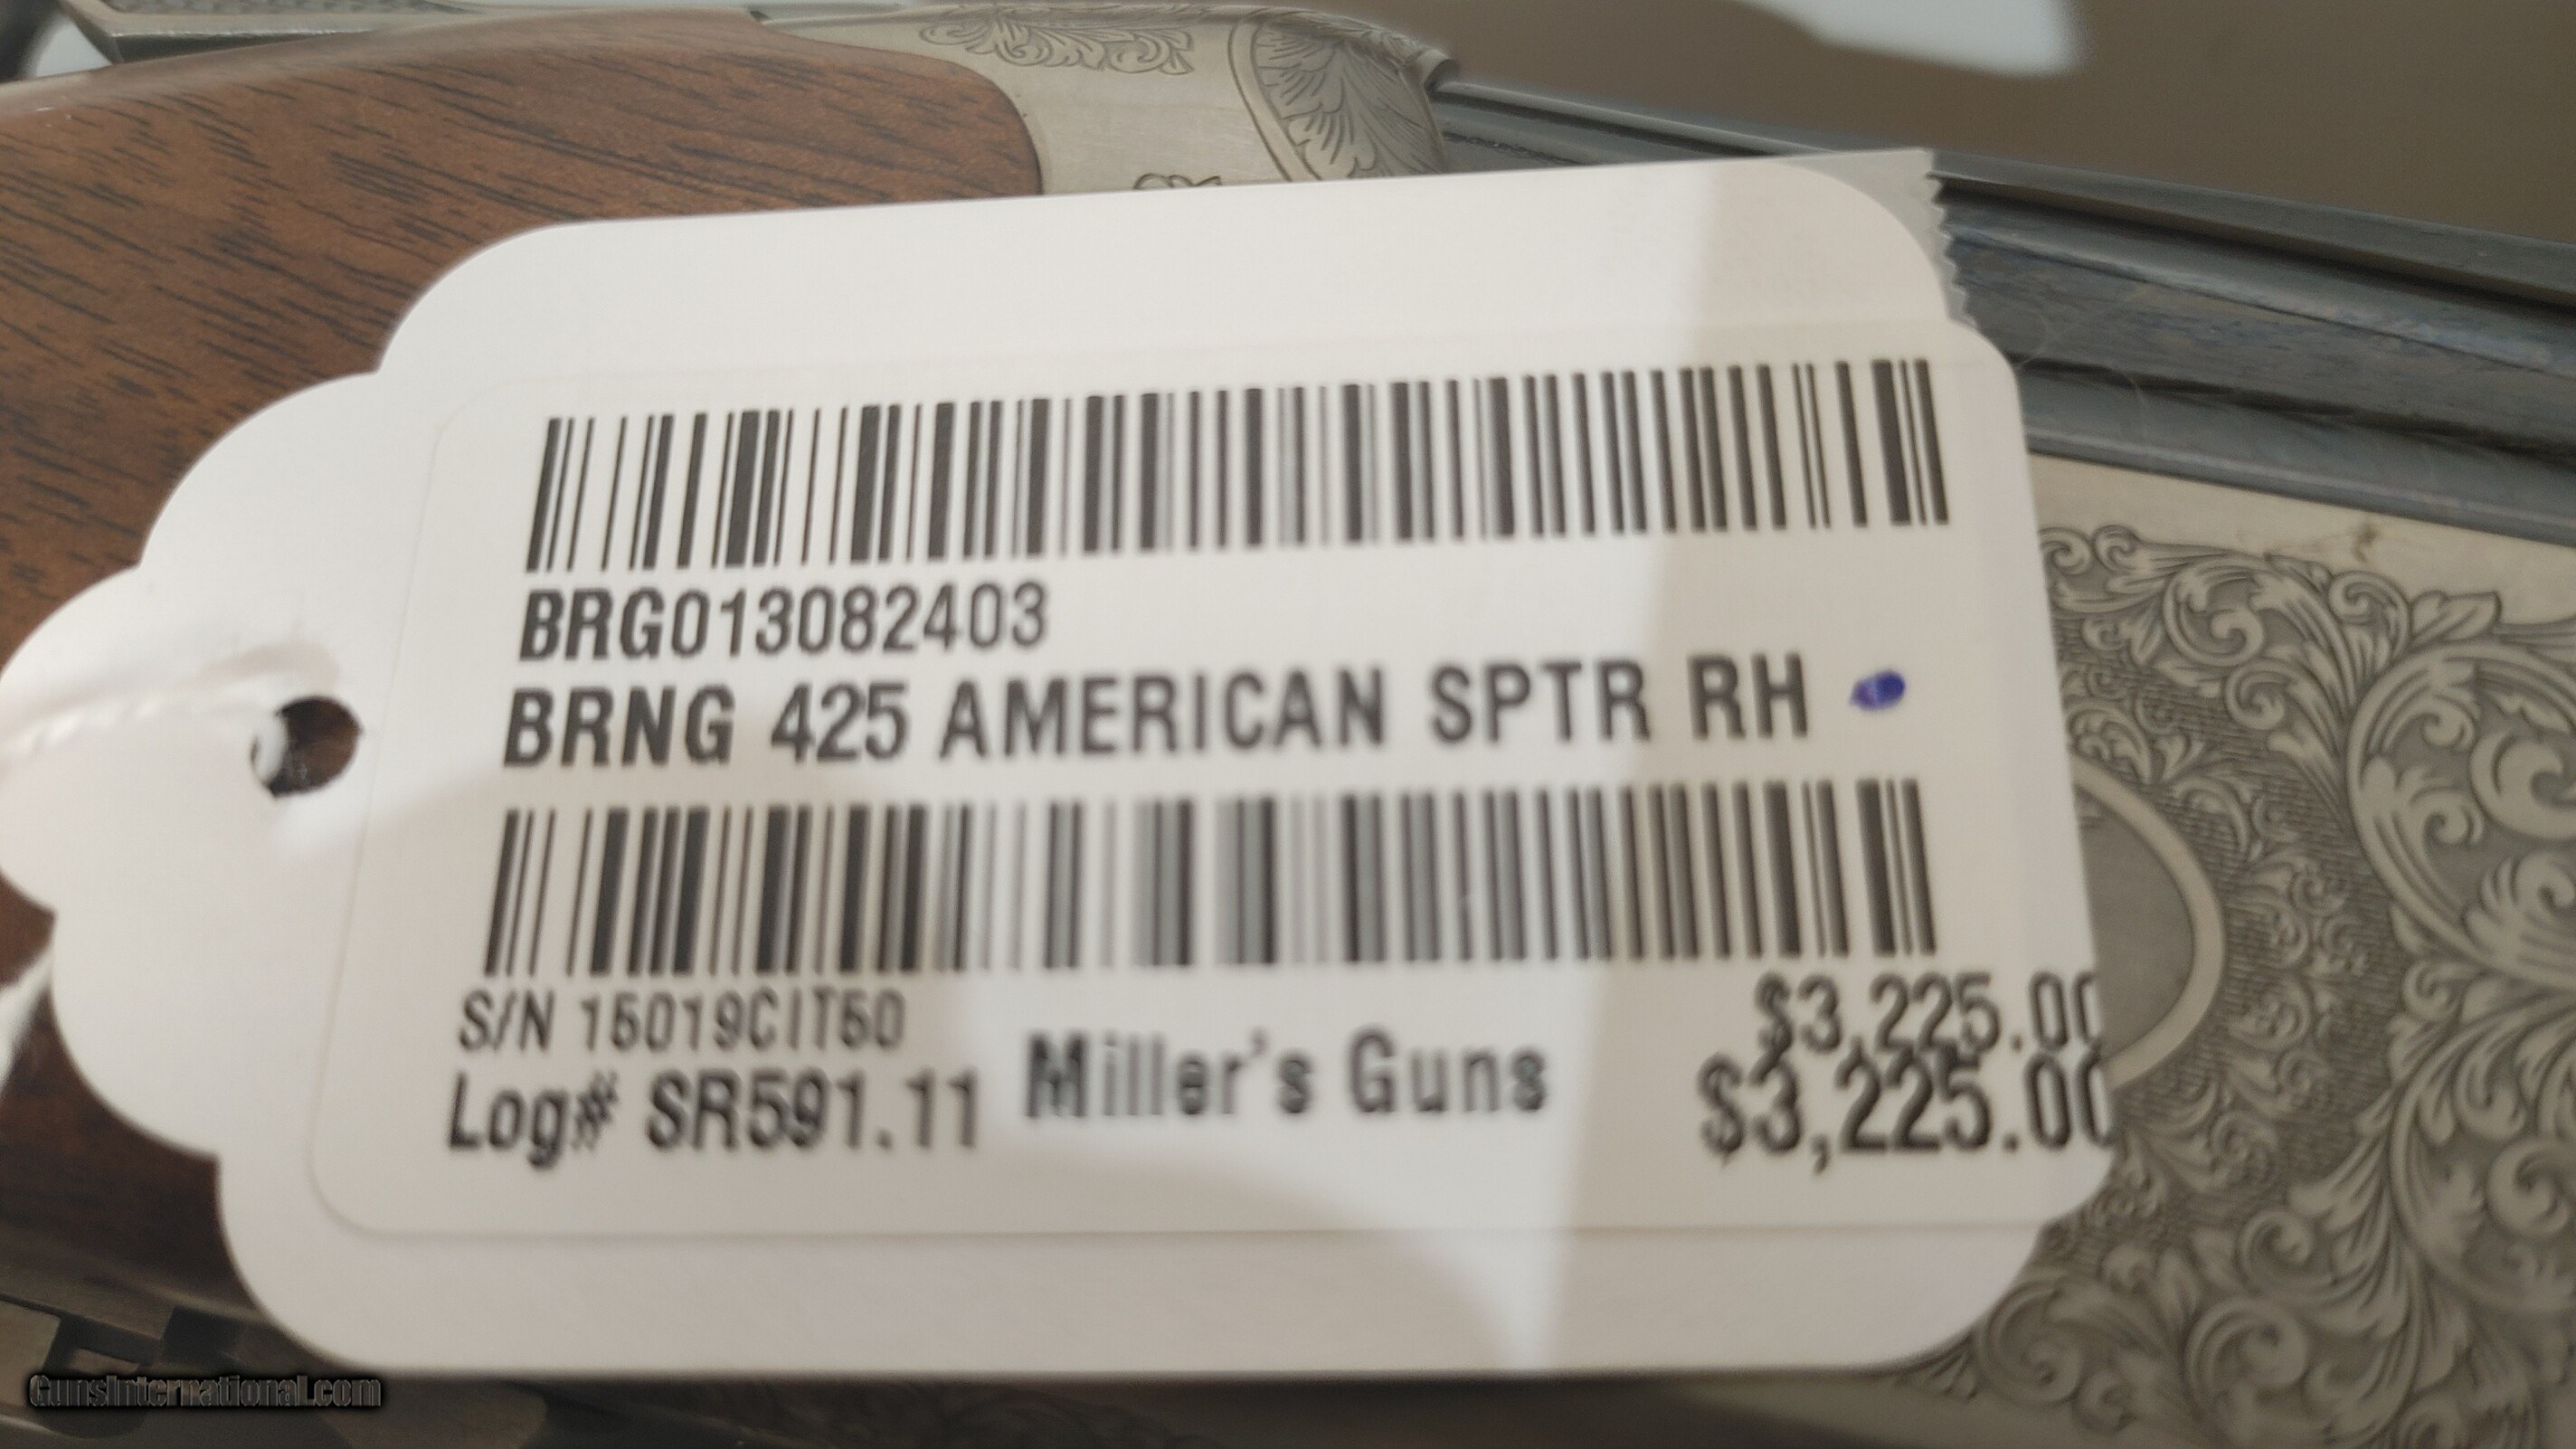 BRG013082403
BRNG 425 AMERICAN SPTR RH
S/N 15019CIT50
$3,225.00
Log# SR591.11 Miller's Guns $3,225.00
GunsInternational.com